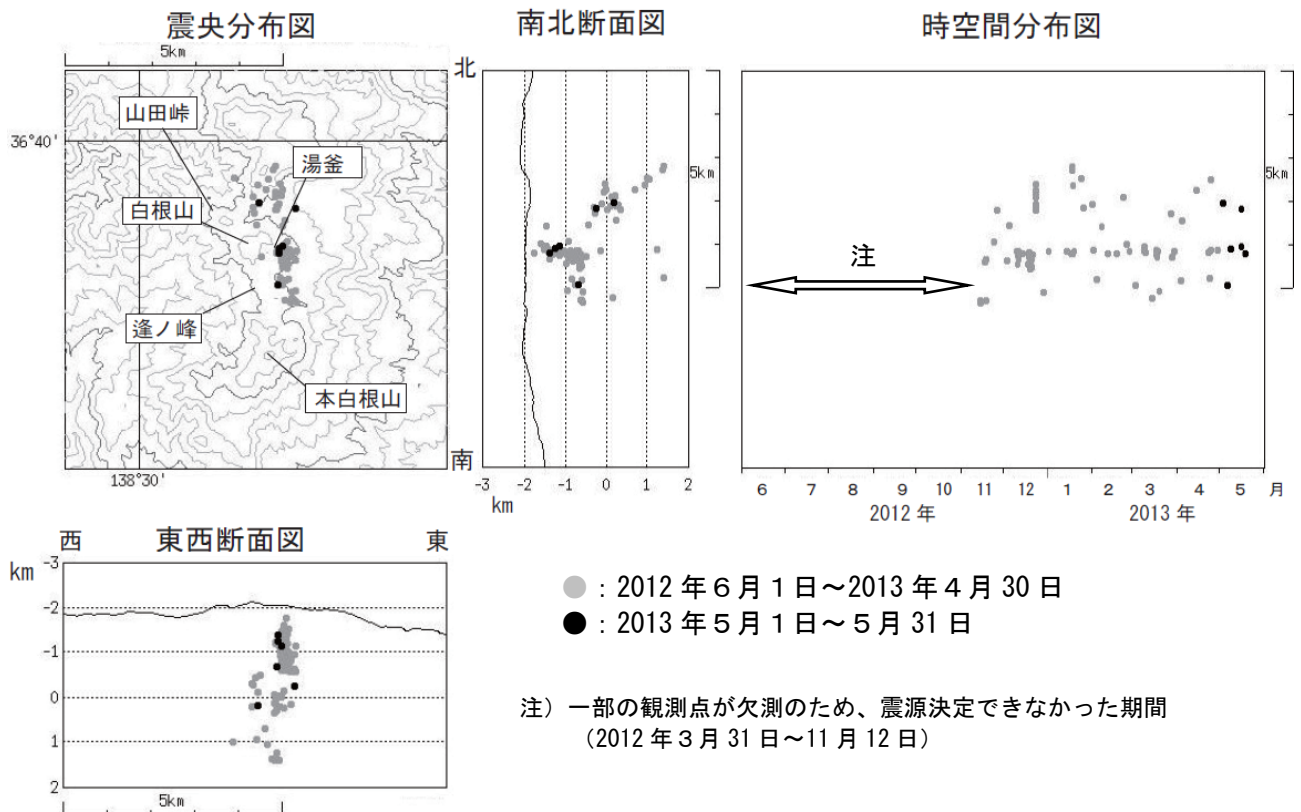 震央分布図
5km
36°40'
138°30'
山田峠
湯釜
白根山
逢ノ峰
本白根山
南北断面図
北
南
-3 -2 -1 0 1 2
km
5km
時空間分布図
注
5km
6 7 8 9 10 11 12 1 2 3 4 5 月
2012 年 2013 年
西 東西断面図 東
km
-3
-2
-1
0
1
2
5km
●:2012 年６月１日～2013 年４月 30 日
●:2013 年５月１日～５月 31 日
注）一部の観測点が欠測のため、震源決定できなかった期間
（2012 年３月 31 日～11 月 12 日）